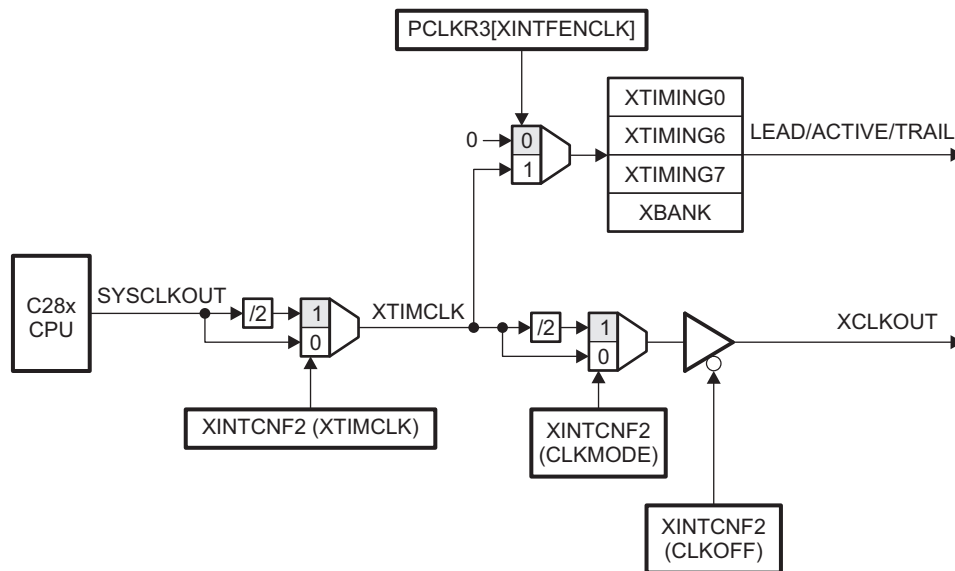 PCLKR3[XINTFENCLK]
XTIMING0
0
0
XTIMING6
LEAD/ACTIVE/TRAIL
1
XTIMING7
XBANK
C28x
CPU
SYSCLKOUT
/2
1
0
XTIMCLK
/2
1
0
XCLKOUT
XINTCNF2 (XTIMCLK)
XINTCNF2
(CLKMODE)
XINTCNF2
(CLKOFF)